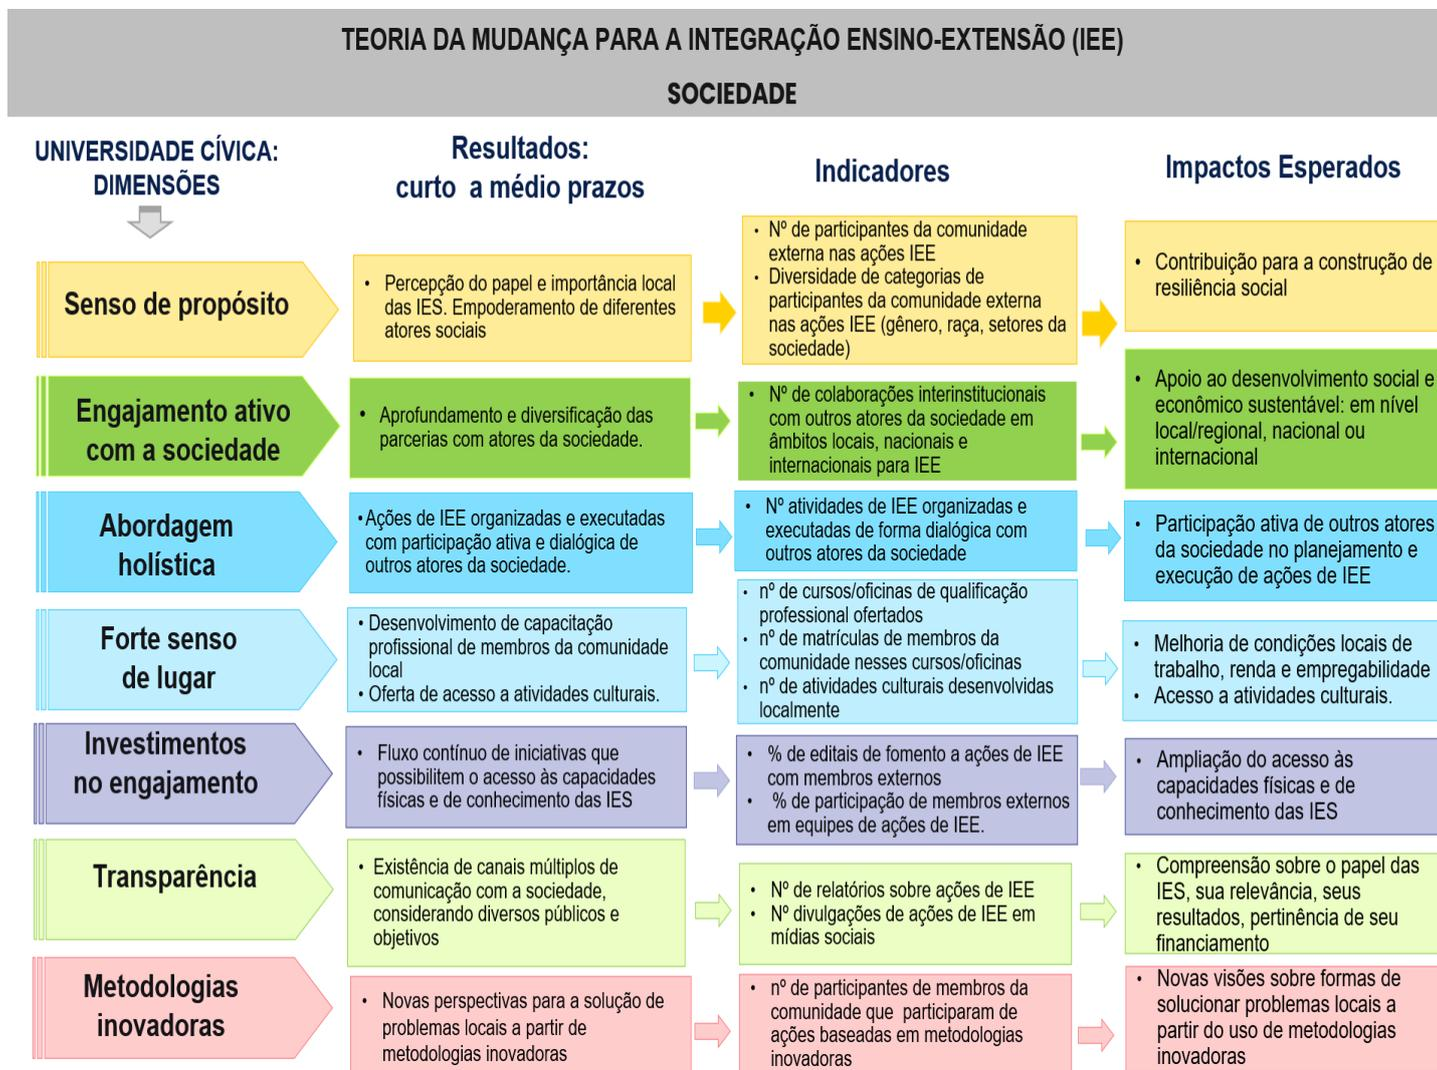 TEORIA DA MUDANÇA PARA A INTEGRAÇÃO ENSINO-EXTENSÃO (IEE)
SOCIEDADE
UNIVERSIDADE CÍVICA:
DIMENSÕES
Resultados:
curto a médio prazos
Indicadores
Impactos Esperados
Senso de propósito
• Percepção do papel e importância local
das IES. Empoderamento de diferentes
atores sociais
• Nº de participantes da comunidade
externa nas ações IEE
• Diversidade de categorias de
participantes da comunidade externa
nas ações IEE (gênero, raça, setores da
sociedade)
• Contribuição para a construção de
resiliência social
Engajamento ativo
com a sociedade
• Aprofundamento e diversificação das
parcerias com atores da sociedade.
• Nº de colaborações interinstitucionais
com outros atores da sociedade em
âmbitos locais, nacionais e
internacionais para IEE
• Apoio ao desenvolvimento social e
econômico sustentável: em nível
local/regional, nacional ou
internacional
Abordagem
holística
• Ações de IEE organizadas e executadas
com participação ativa e dialógica de
outros atores da sociedade.
• Nº atividades de IEE organizadas e
executadas de forma dialógica com
outros atores da sociedade
• Participação ativa de outros atores
da sociedade no planejamento e
execução de ações de IEE
Forte senso
de lugar
• Desenvolvimento de capacitação
profissional de membros da comunidade
local
• Oferta de acesso a atividades culturais.
• nº de cursos/oficinas de qualificação
professional ofertados
• nº de matrículas de membros da
comunidade nesses cursos/oficinas
• nº de atividades culturais desenvolvidas
localmente
• Melhoria de condições locais de
trabalho, renda e empregabilidade
• Acesso a atividades culturais.
Investimentos
no engajamento
• Fluxo contínuo de iniciativas que
possibilitem o acesso às capacidades
físicas e de conhecimento das IES
• % de editais de fomento a ações de IEE
com membros externos
• % de participação de membros externos
em equipes de ações de IEE.
• Ampliação do acesso às
capacidades físicas e de
conhecimento das IES
Transparência
• Existência de canais múltiplos de
comunicação com a sociedade,
considerando diversos públicos e
objetivos
• Nº de relatórios sobre ações de IEE
• Nº divulgações de ações de IEE em
mídias sociais
• Compreensão sobre o papel das
IES, sua relevância, seus
resultados, pertinência de seu
financiamento
Metodologias
inovadoras
• Novas perspectivas para a solução de
problemas locais a partir de
metodologias inovadoras
• nº de participantes de membros da
comunidade que participaram de
ações baseadas em metodologias
inovadoras
• Novas visões sobre formas de
solucionar problemas locais a
partir do uso de metodologias
inovadoras